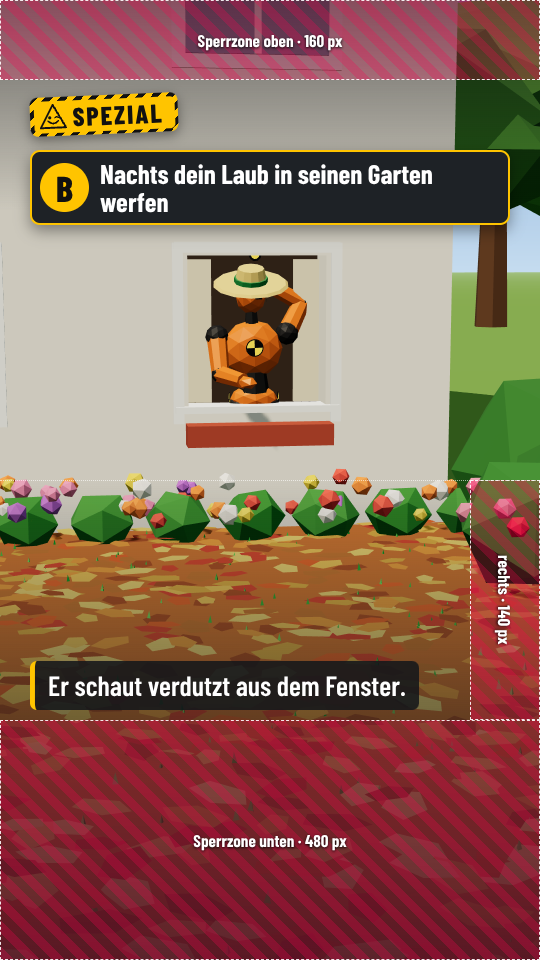 Sperrzone oben · 160 px
SPEZIAL
B
Nachts dein Laub in seinen Garten
werfen
rechts · 140 px
Er schaut verdutzt aus dem Fenster.
Sperrzone unten · 480 px